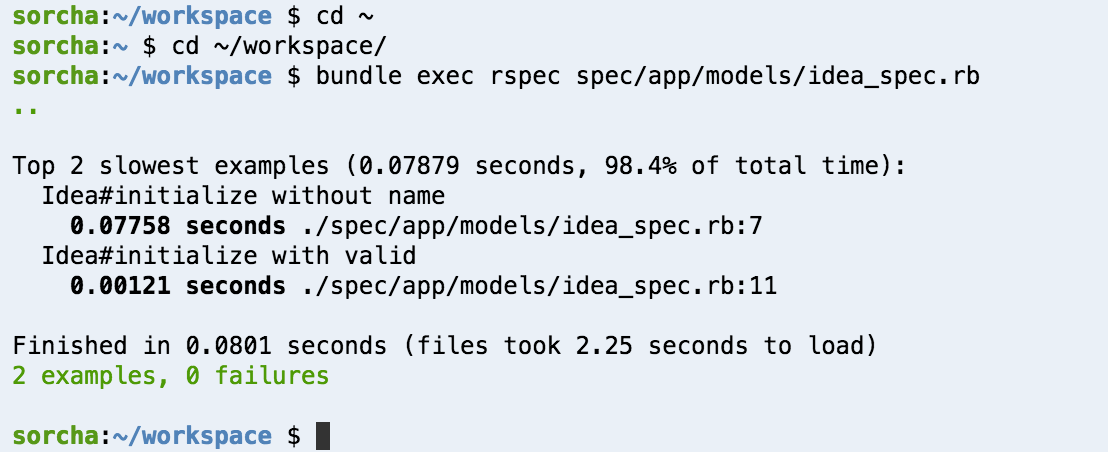 sorcha:~/workspace $ cd ~
sorcha:~ $ cd ~/workspace/
sorcha:~/workspace $ bundle exec rspec spec/app/models/idea_spec.rb
..
Top 2 slowest examples (0.07879 seconds, 98.4% of total time):
  Idea#initialize without name
    0.07758 seconds ./spec/app/models/idea_spec.rb:7
  Idea#initialize with valid
    0.00121 seconds ./spec/app/models/idea_spec.rb:11
Finished in 0.0801 seconds (files took 2.25 seconds to load)
2 examples, 0 failures
sorcha:~/workspace $